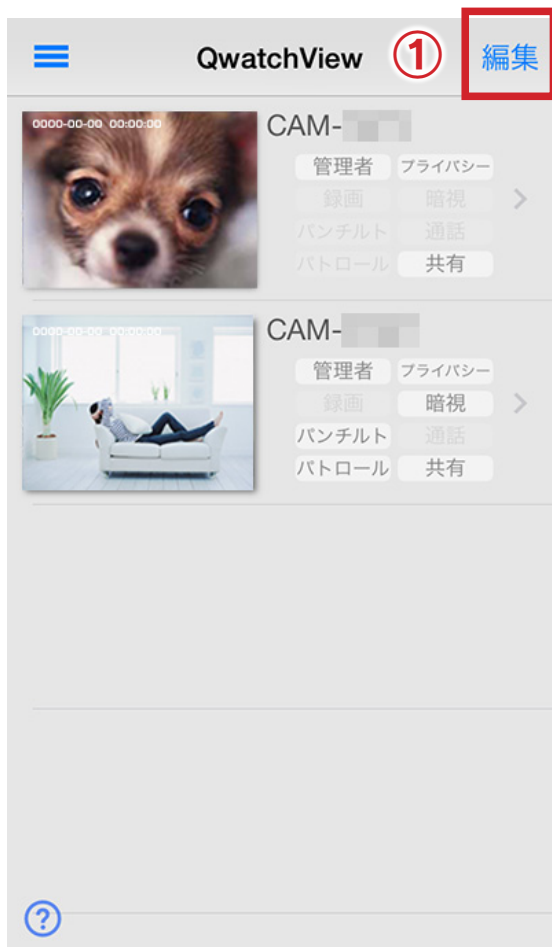 QwatchView ① 編集
0000-00-00 00:00:00
CAM-
管理者 プライバシー
録画 暗視
パンチルト 通話
パトロール 共有
0000-00-00 00:00:00
CAM-
管理者 プライバシー
録画 暗視
パンチルト 通話
パトロール 共有
?